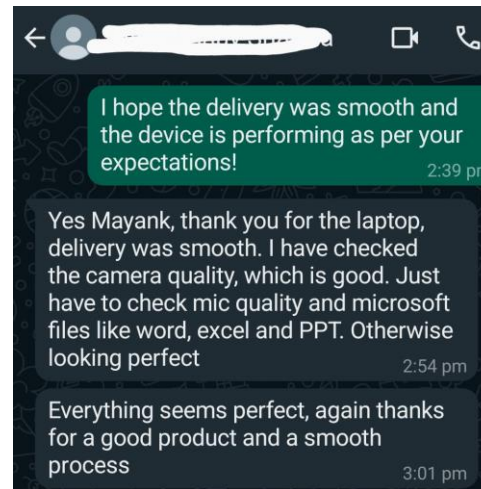 I hope the delivery was smooth and
the device is performing as per your
expectations!
2:39
Yes Mayank, thank you for the laptop,
delivery was smooth. I have checked
the camera quality, which is good. Just
have to check mic quality and microsoft
files like word, excel and PPT. Otherwise
looking perfect
2:54 pm
Everything seems perfect, again thanks
for a good product and a smooth
process
3:01 pm